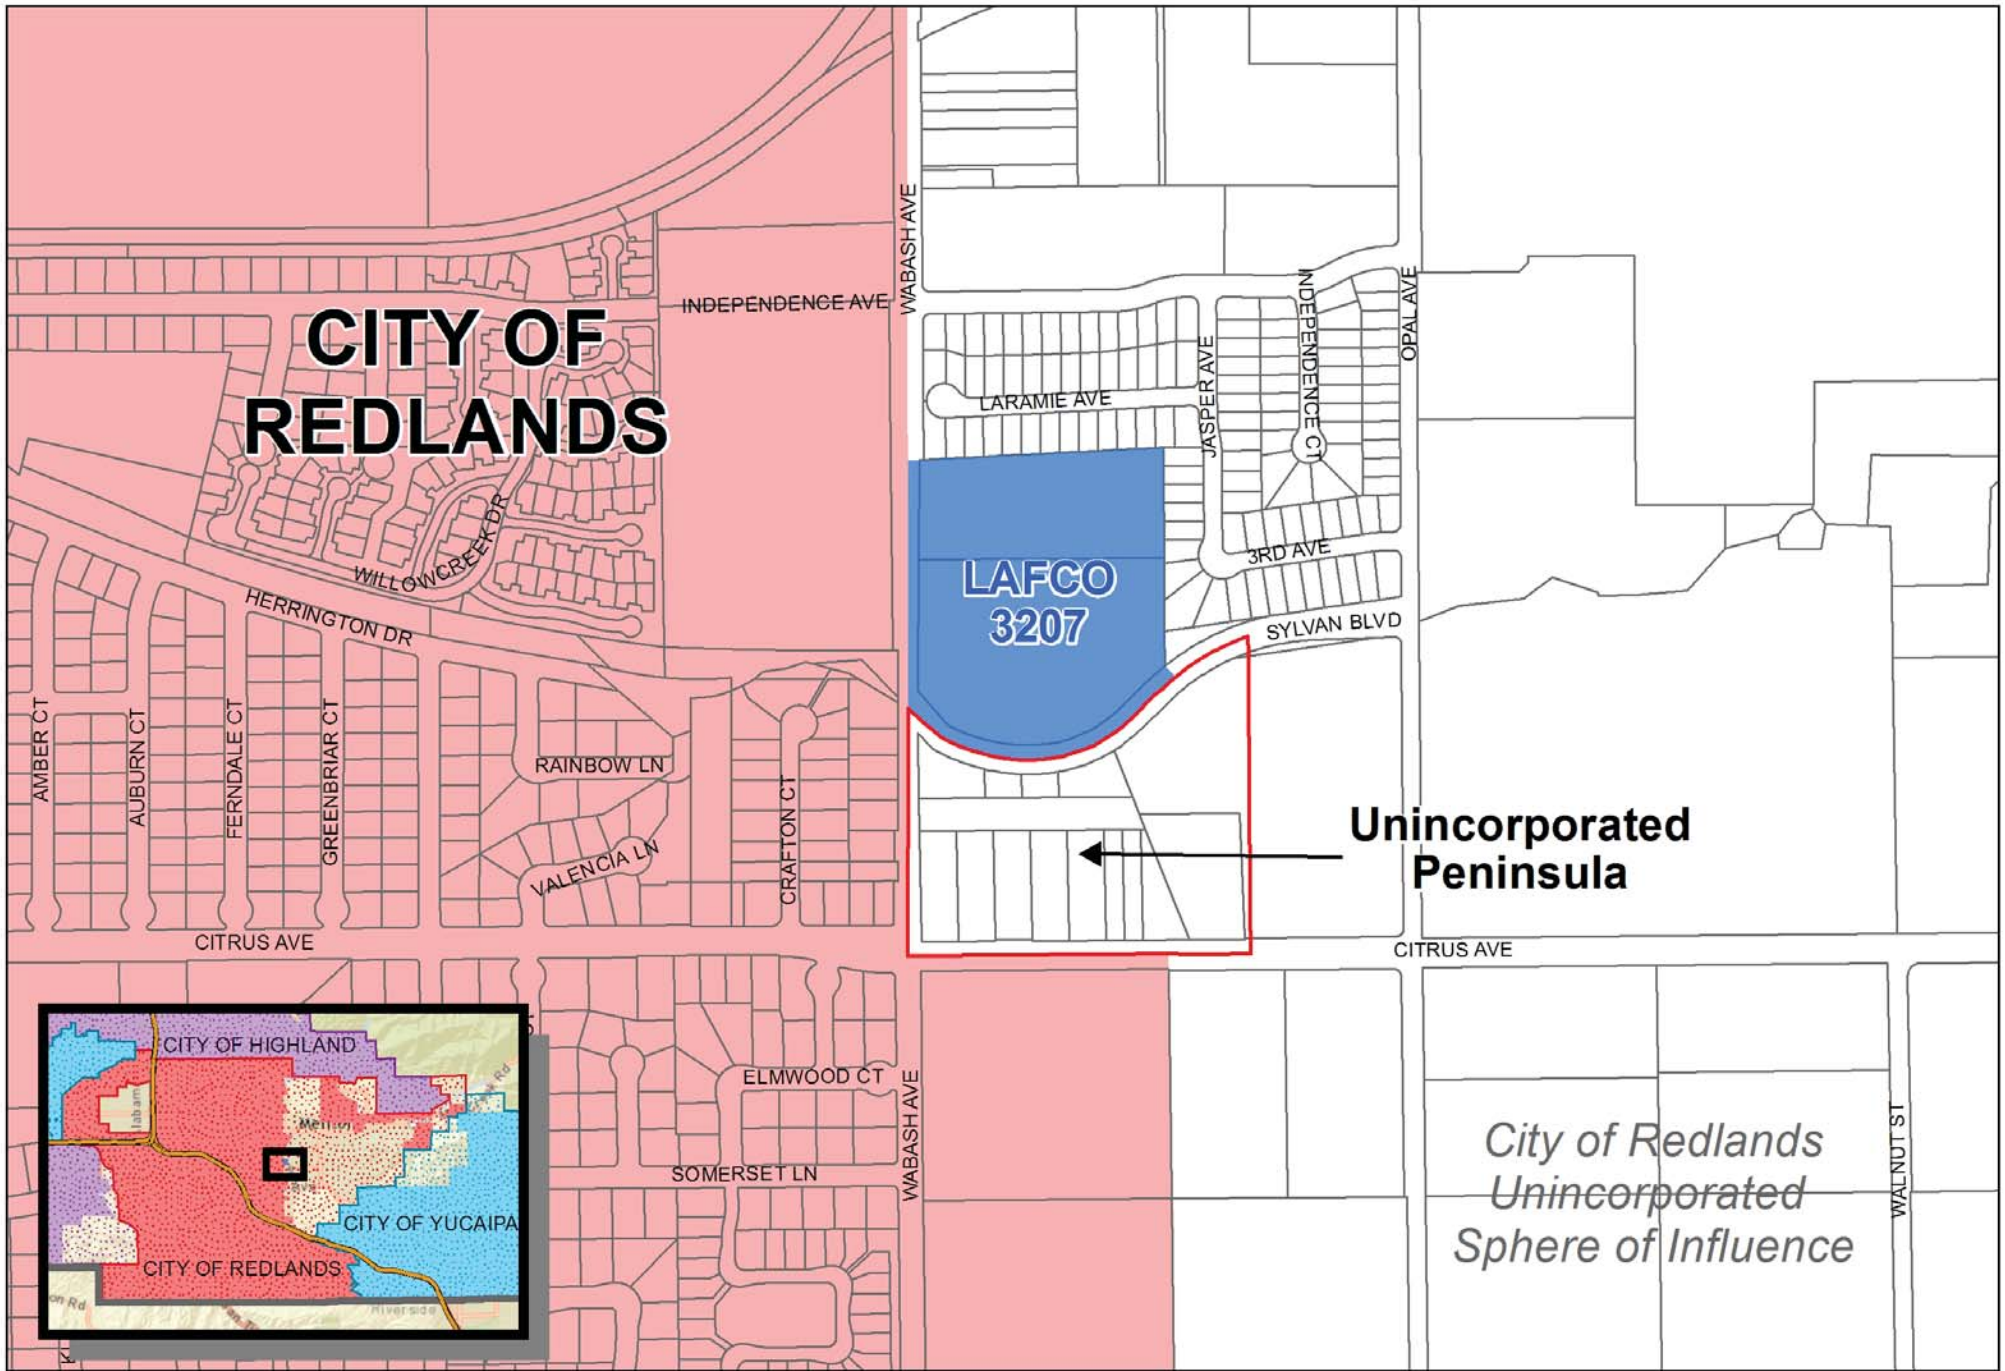 WABASH AVE
INDEPENDENCE AVE
INDEPENDENCE CT
OPAL AVE
CITY OF
REDLANDS
JASPER AVE
LARAMIE AVE
WILLOWCREEK DR
3RD AVE
LAFCO
3207
HERRINGTON DR
SYLVAN BLVD
AMBER CT
AUBURN CT
FERNDALE CT
GREENBRIAR CT
RAINBOW LN
CRAFTON CT
VALENCIA LN
Unincorporated
Peninsula
CITRUS AVE
CITRUS AVE
CITY OF HIGHLAND
CITY OF YUCAIPA
CITY OF REDLANDS
Riverside
on Rd
ELMWOOD CT
WABASH AVE
SOMERSET LN
WALNUT ST
City of Redlands
Unincorporated
Sphere of Influence